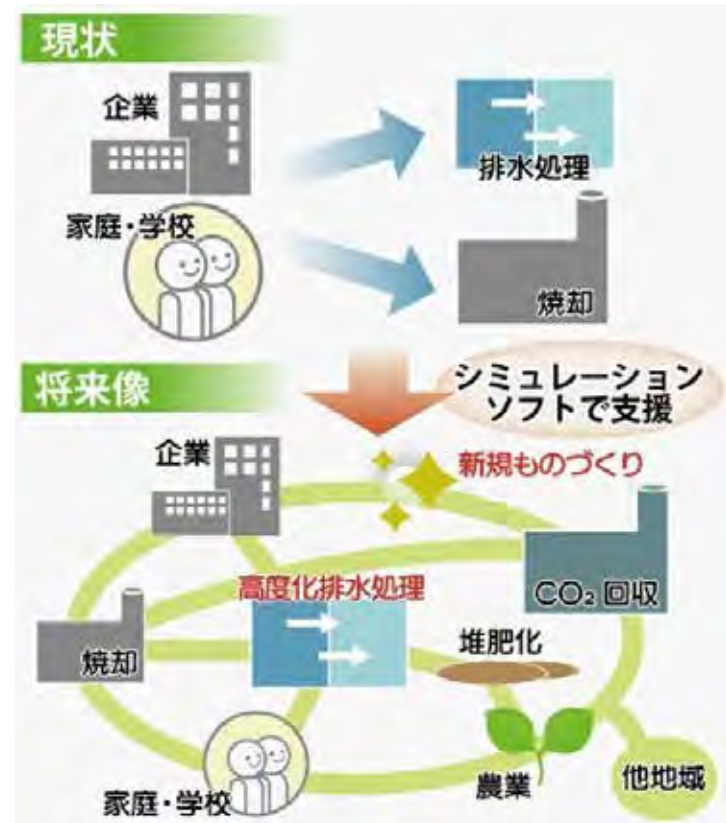 現状
企業
排水処理
家庭・学校
焼却
シミュレーション
ソフトで支援
将来像
企業
新規ものづくり
高度化排水処理
CO₂回収
焼却
堆肥化
家庭・学校
農業
他地域